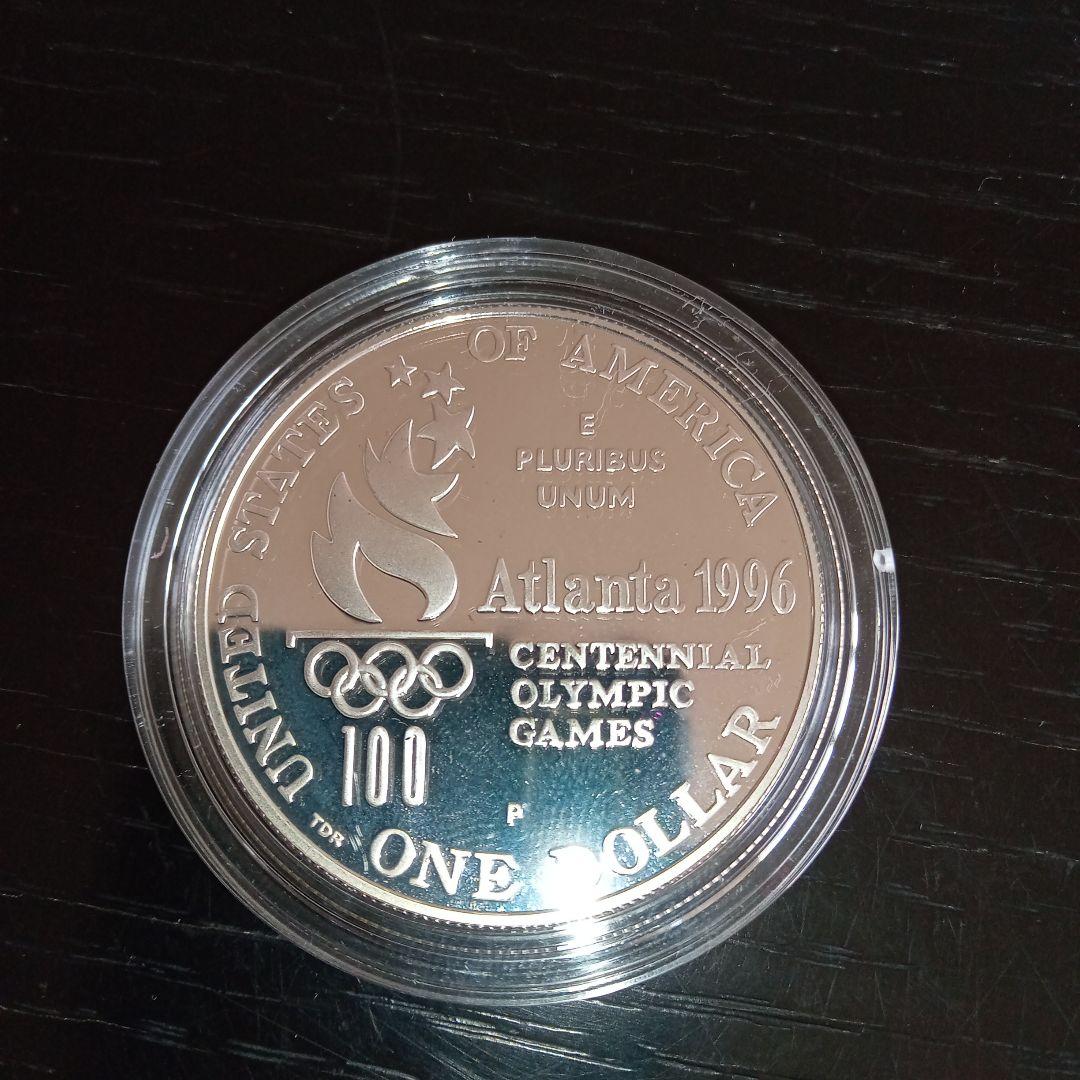 UNITED STATES OF AMERICA
E
PLURIBUS
UNUM
Atlanta 1996
CENTENNIAL
OLYMPIC
GAMES
100
P
TDR
ONE DOLLAR